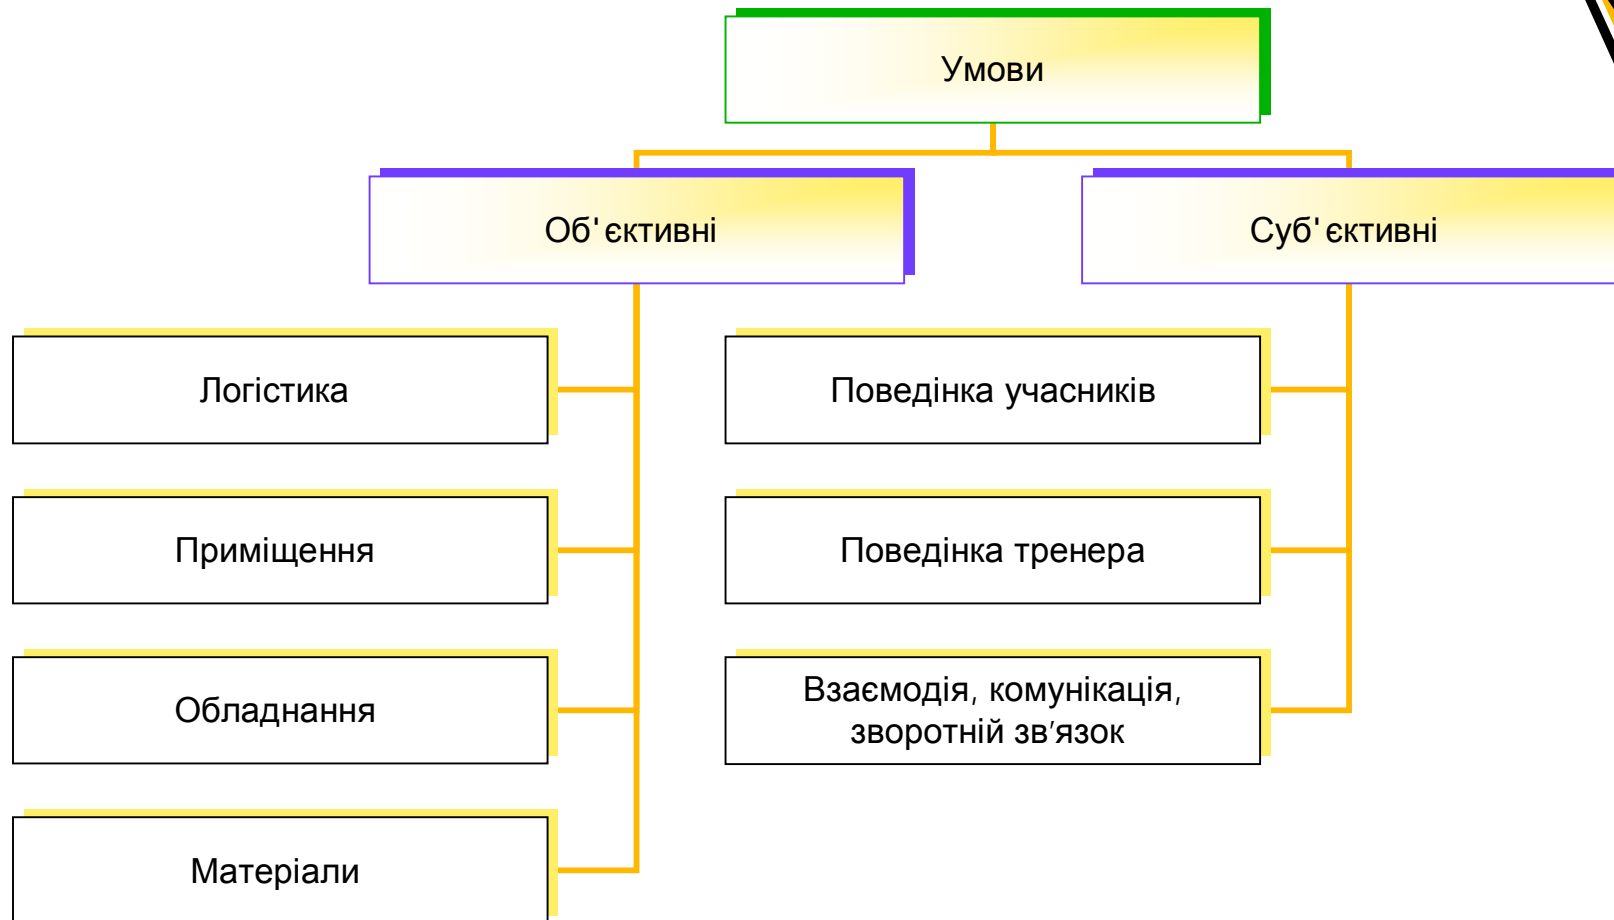 Умови
Об'єктивні
Суб'єктивні
Логістика
Приміщення
Обладнання
Матеріали
Поведінка учасників
Поведінка тренера
Взаємодія, комунікація,
зворотній зв'язок